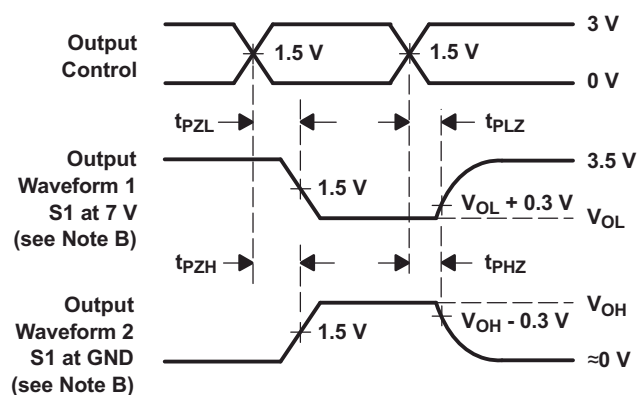 Output
Control
1.5 V
1.5 V
3 V
0 V
tPZL
tPLZ
Output
Waveform 1
S1 at 7 V
(see Note B)
1.5 V
3.5 V
VOL + 0.3 V
VOL
tPZH
tPHZ
Output
Waveform 2
S1 at GND
(see Note B)
1.5 V
VOH
VOH - 0.3 V
≈0 V